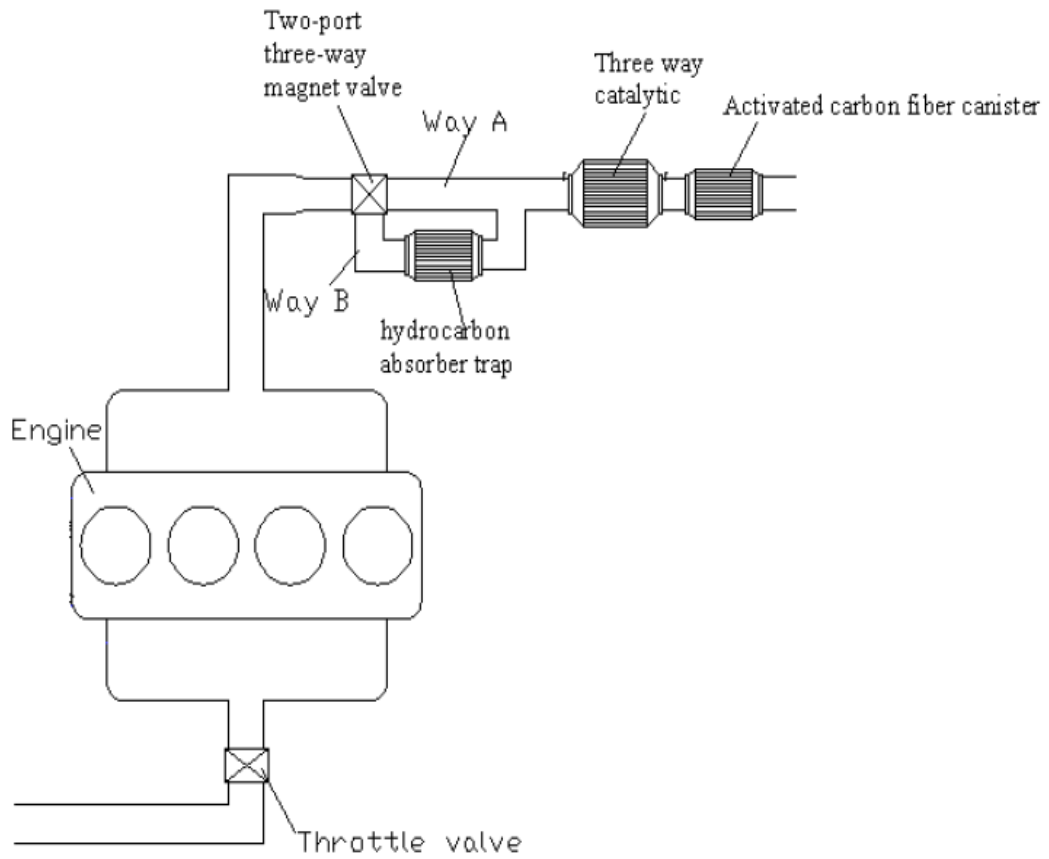 Two-port
three-way
magnet valve
Way A
Three way
catalytic
Activated carbon fiber canister
Way B
hydrocarbon
absorber trap
Engine
Throttle valve